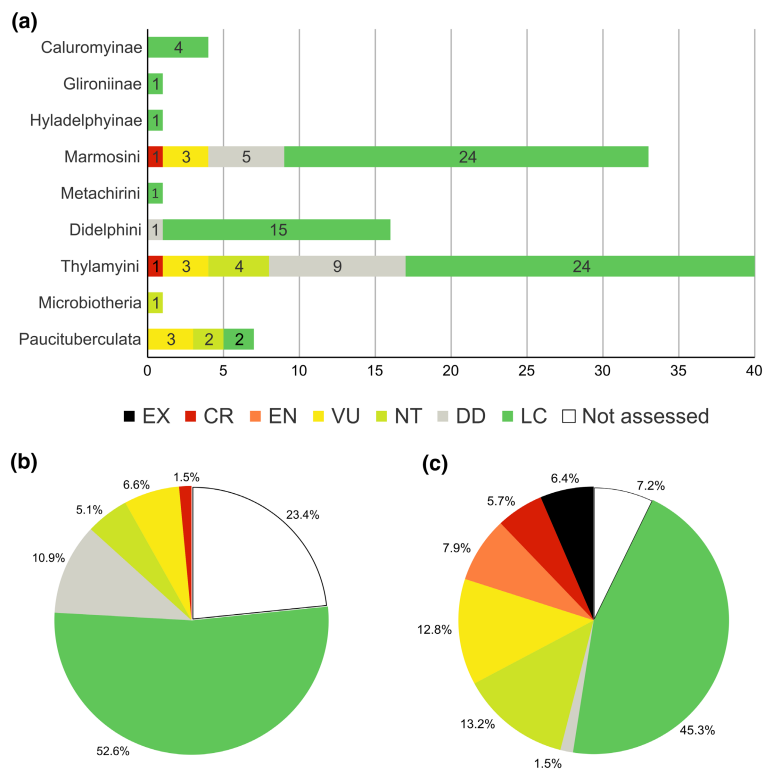 (a)
Caluromyinae 4
Glironiinae 1
Hyladelphyinae 1
Marmosini 1 3 5 24
Metachirini 1
Didelphini 1 15
Thylamyini 1 3 4 9 24
Microbiotheria 1
Paucituberculata 3 2 2
0 5 10 15 20 25 30 35 40
EX CR EN VU NT DD LC Not assessed
(b)
1.5%
6.6%
5.1%
10.9%
23.4%
52.6%
(c)
6.4%
7.2%
5.7%
7.9%
12.8%
13.2%
1.5%
45.3%